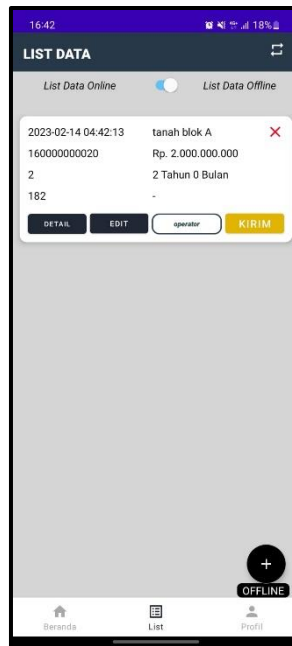 16:42 18%
LIST DATA
List Data Online List Data Offline
2023-02-14 04:42:13 tanah blok A
160000000020 Rp. 2.000.000.000
2 2 Tahun 0 Bulan
182 -
DETAIL EDIT operator KIRIM
+
OFFLINE
Beranda List Profil